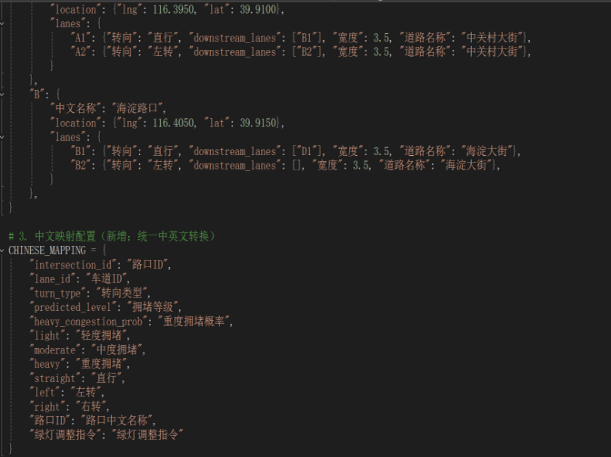 "location": {"lng": 116.3950, "lat": 39.9100},
"lanes": {
"A1": {"转向": "直行", "downstream_lanes": ["B1"], "宽度": 3.5, "道路名称": "中关村大街"},
"A2": {"转向": "左转", "downstream_lanes": ["B2"], "宽度": 3.5, "道路名称": "中关村大街"},
}
},
"B": {
"中文名称": "海淀路口",
"location": {"lng": 116.4050, "lat": 39.9150},
"lanes": {
"B1": {"转向": "直行", "downstream_lanes": ["D1"], "宽度": 3.5, "道路名称": "海淀大街"},
"B2": {"转向": "左转", "downstream_lanes": [], "宽度": 3.5, "道路名称": "海淀大街"},
}
},
}
# 3. 中文映射配置（新增：统一中英文转换）
CHINESE_MAPPING = {
"intersection_id": "路口ID",
"lane_id": "车道ID",
"turn_type": "转向类型",
"predicted_level": "拥堵等级",
"heavy_congestion_prob": "重度拥堵概率",
"light": "轻度拥堵",
"moderate": "中度拥堵",
"heavy": "重度拥堵",
"straight": "直行",
"left": "左转",
"right": "右转",
"路口ID": "路口中文名称",
"绿灯调整指令": "绿灯调整指令"
}